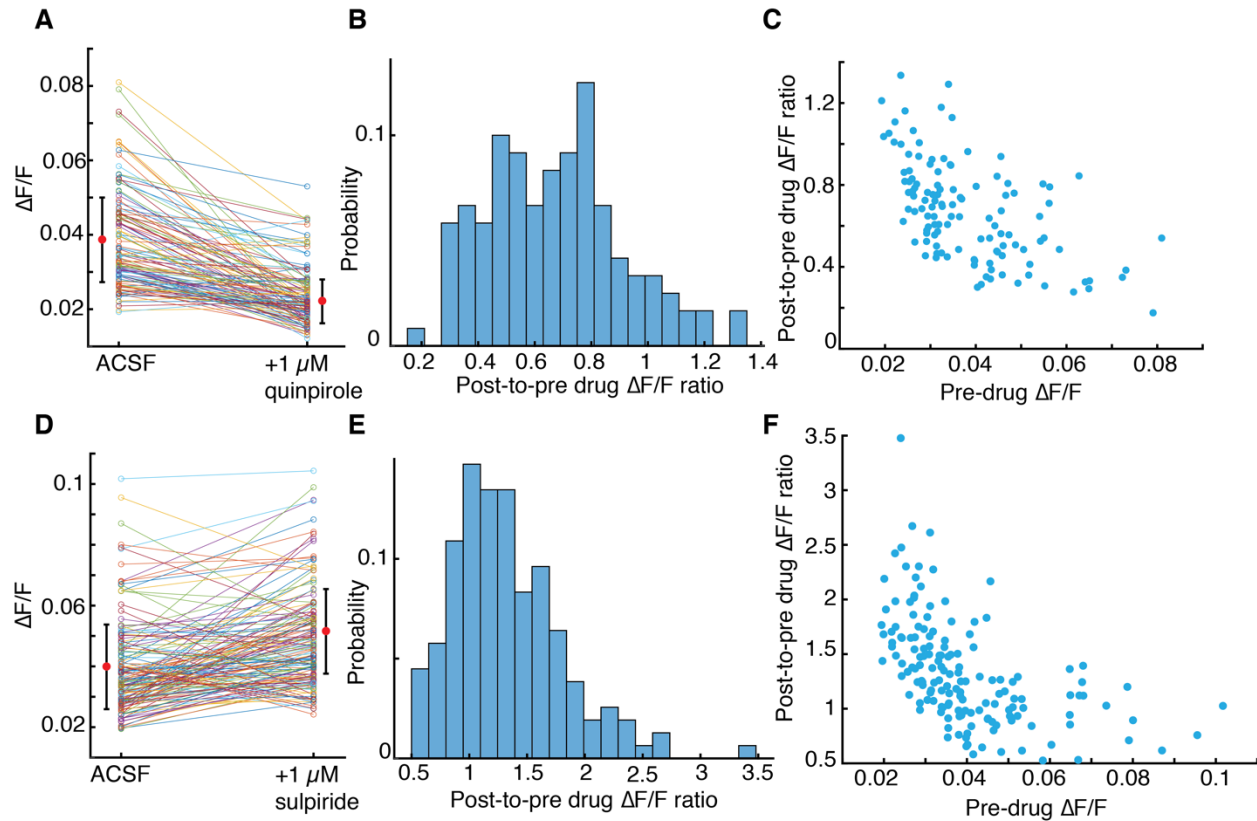 A
ΔF/F
0.08
0.06
0.04
0.02
ACSF
+1 µM
quinpirole
B
Probability
0.1
0
0.2
0.4
0.6
0.8
1
1.2
1.4
Post-to-pre drug ΔF/F ratio
C
Post-to-pre drug ΔF/F ratio
1.2
0.8
0.4
0
0.02
0.04
0.06
0.08
Pre-drug ΔF/F
D
ΔF/F
0.1
0.06
0.02
ACSF
+1 µM
sulpiride
E
Probability
0.1
0
0.5
1
1.5
2
2.5
3
3.5
Post-to-pre drug ΔF/F ratio
F
Post-to-pre drug ΔF/F ratio
3.5
2.5
2
1.5
1
0.5
0.02
0.04
0.06
0.08
0.1
Pre-drug ΔF/F